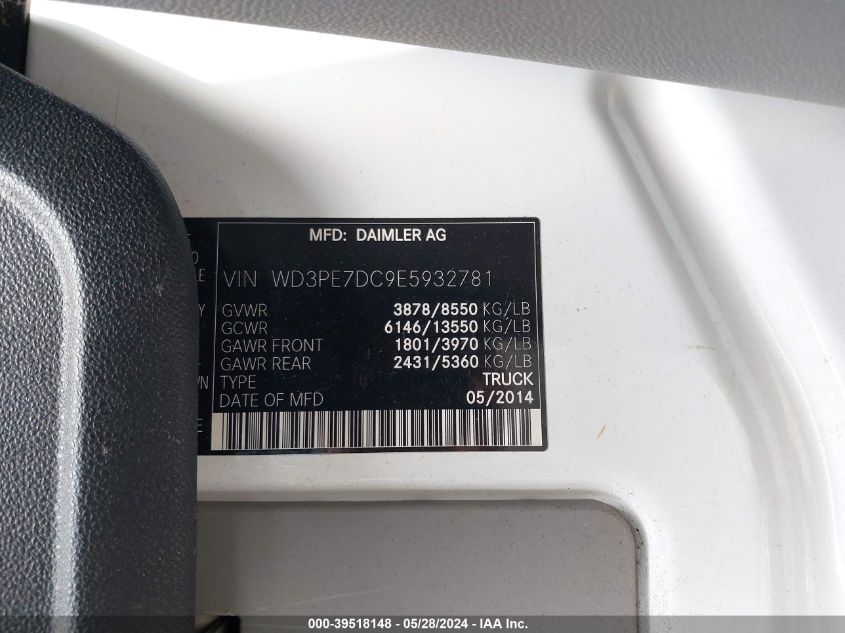 MFD: DAIMLER AG
VIN WD3PE7DC9E5932781
GVWR 3878/8550 KG/LB
GCWR 6146/13550 KG/LB
GAWR FRONT 1801/3970 KG/LB
GAWR REAR 2431/5360 KG/LB
TYPE TRUCK
DATE OF MFD 05/2014
000-39518148 - 05/28/2024 - IAA Inc.